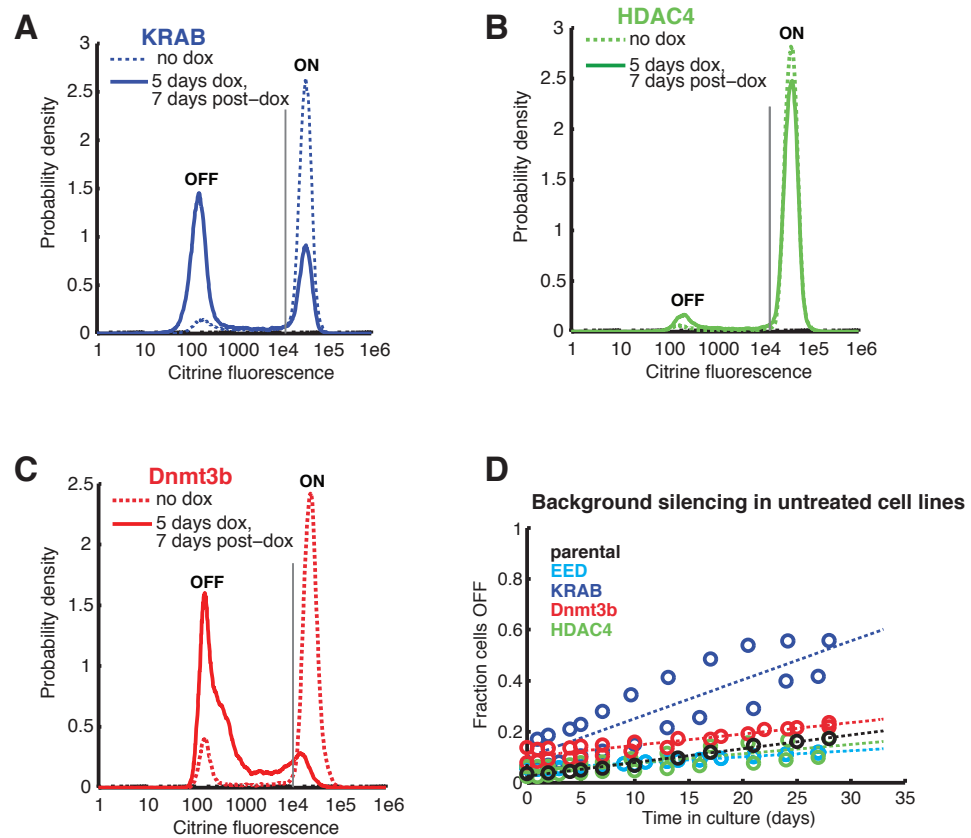 A
KRAB
no dox
5 days dox,
7 days post–dox
ON
OFF
3
2.5
2
1.5
1
0.5
0
Probability density
1 10 100 1000 1e4 1e5 1e6
Citrine fluorescence
B
HDAC4
no dox
5 days dox,
7 days post–dox
ON
OFF
3
2.5
2
1.5
1
0.5
0
Probability density
1 10 100 1000 1e4 1e5 1e6
Citrine fluorescence
C
Dnmt3b
no dox
5 days dox,
7 days post–dox
ON
OFF
2.5
2
1.5
1
0.5
0
Probability density
1 10 100 1000 1e4 1e5 1e6
Citrine fluorescence
D
Background silencing in untreated cell lines
parental
EED
KRAB
Dnmt3b
HDAC4
1
0.8
0.6
0.4
0.2
0
Fraction cells OFF
0 5 10 15 20 25 30 35
Time in culture (days)